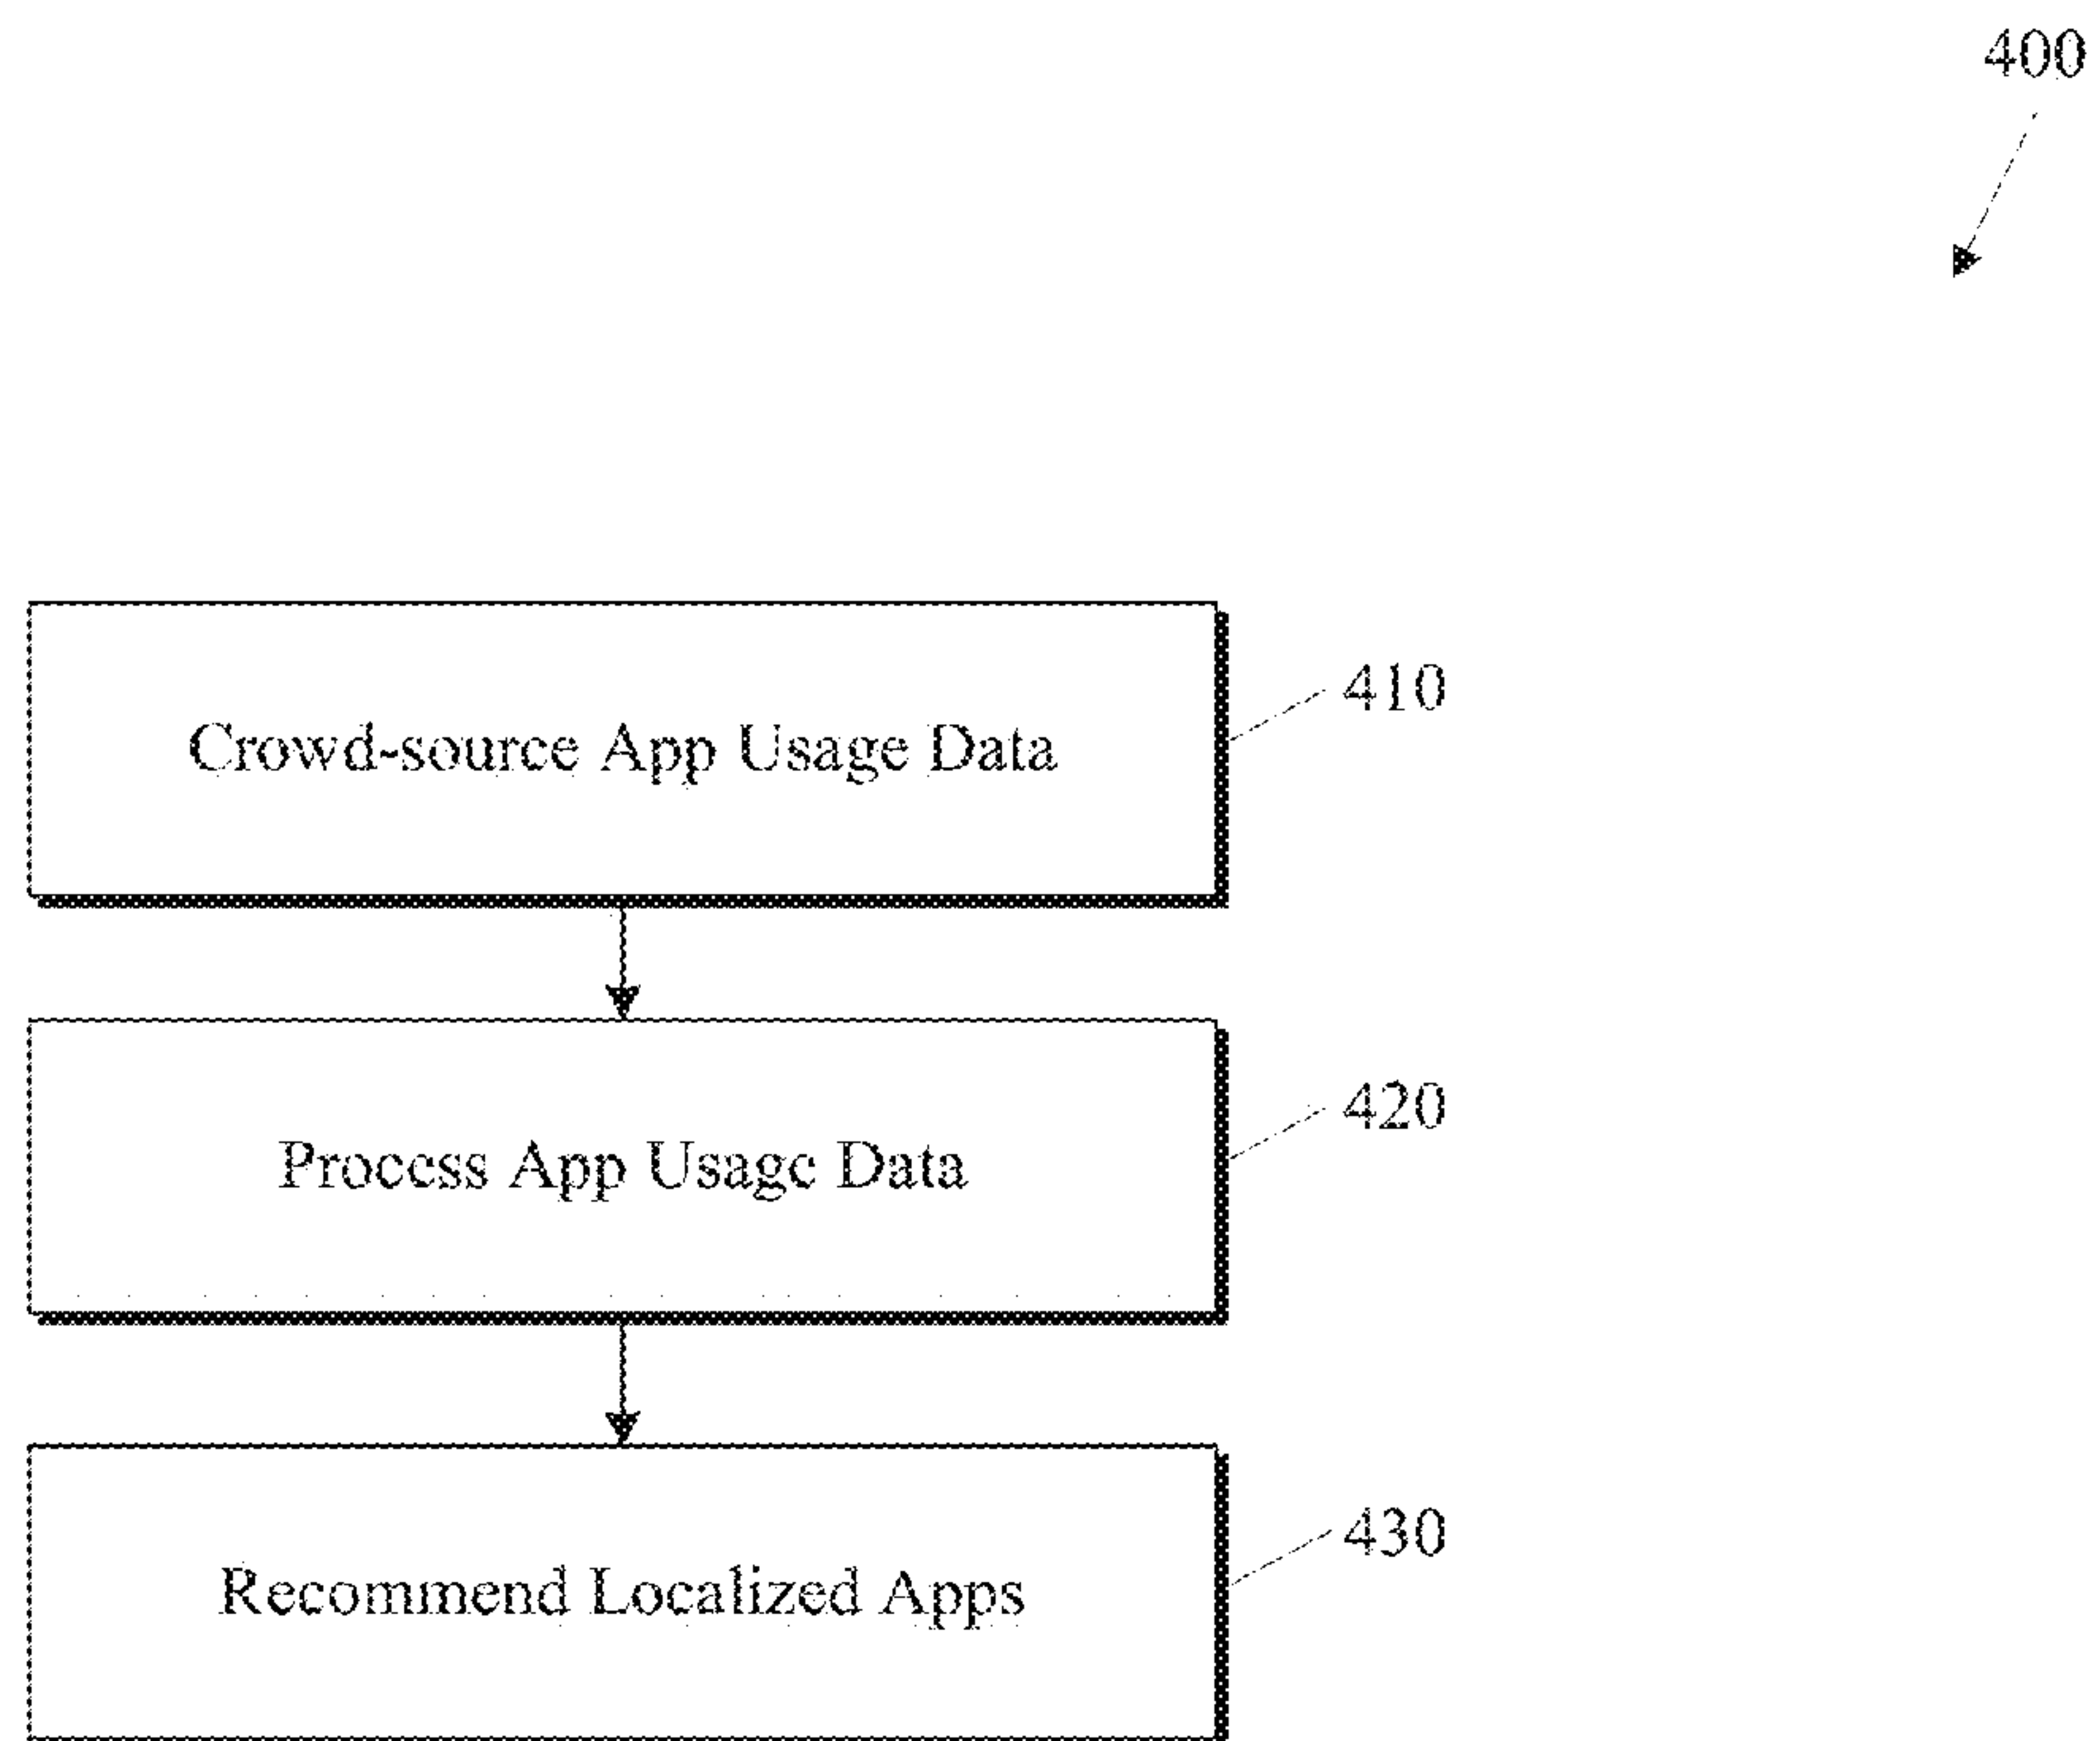 400
Crowd-source App Usage Data
410
Process App Usage Data
420
Recommend Localized Apps
430